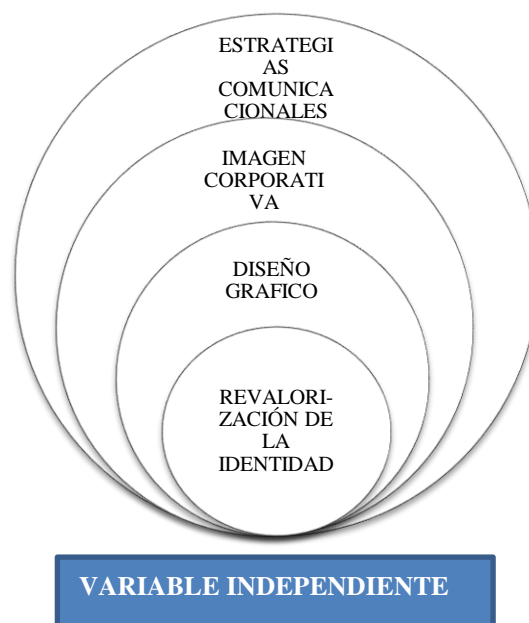 ESTRATEGI
AS
COMUNICA
CIONALES
IMAGEN
CORPORATI
VA
DISEÑO
GRAFICO
REVALORI-
ZACIÓN DE
LA
IDENTIDAD
VARIABLE INDEPENDIENTE